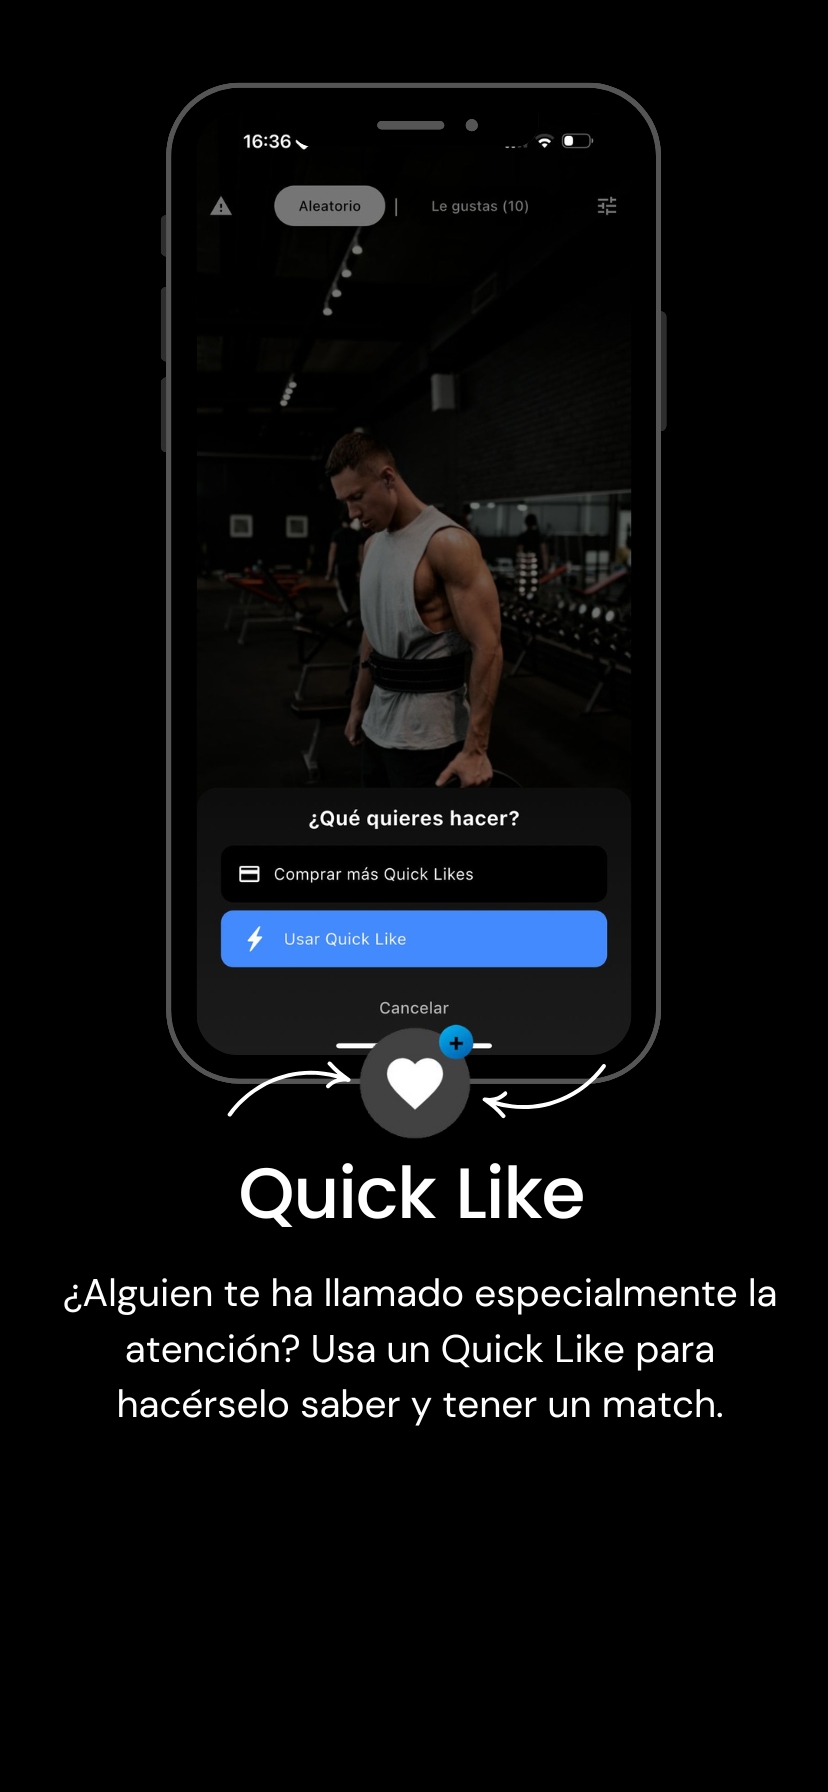 16:36
Aleatorio | Le gustas (10)
¿Qué quieres hacer?
Comprar más Quick Likes
Usar Quick Like
Cancelar
Quick Like
¿Alguien te ha llamado especialmente la
atención? Usa un Quick Like para
hacérselo saber y tener un match.